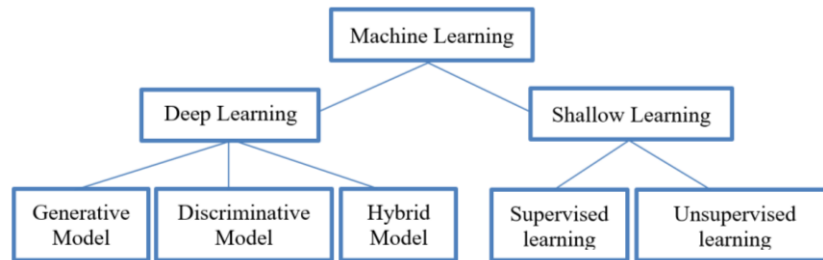 Machine Learning
Deep Learning
Shallow Learning
Generative
Model
Discriminative
Model
Hybrid
Model
Supervised
learning
Unsupervised
learning